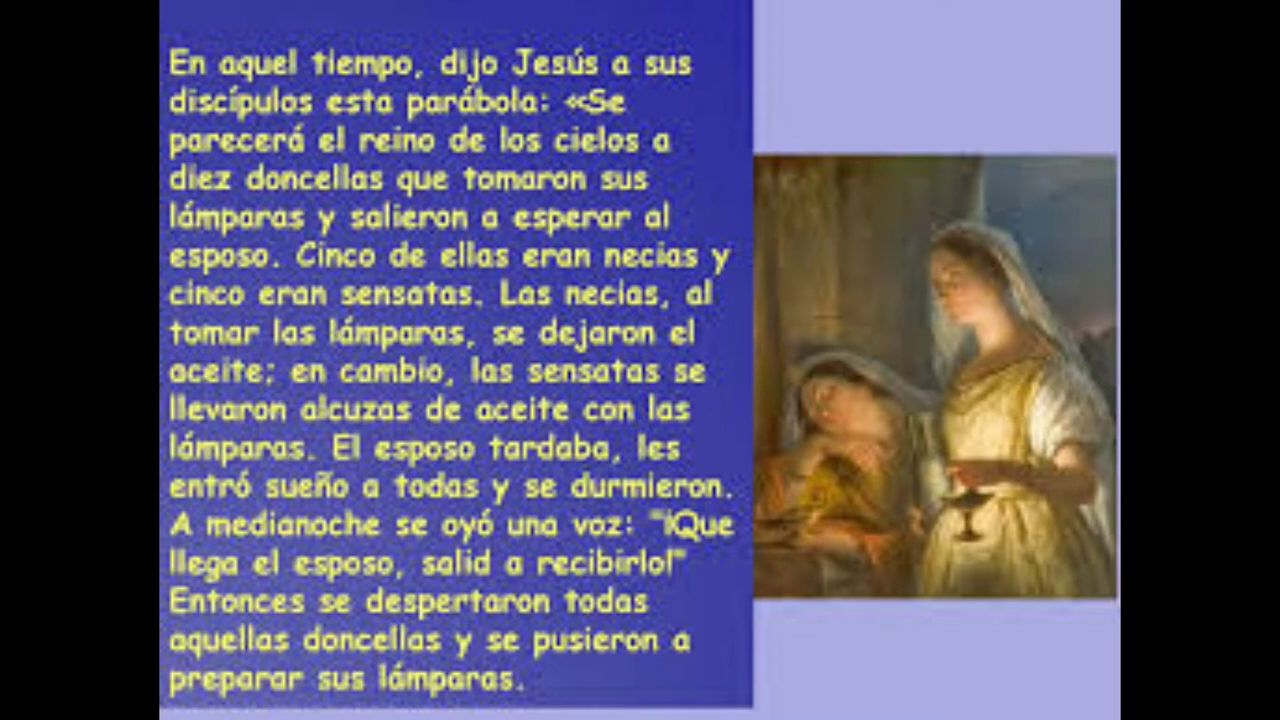 En aquel tiempo, dijo Jesús a sus
discípulos esta parábola: «Se
parecerá el reino de los cielos a
diez doncellas que tomaron sus
lámparas y salieron a esperar al
esposo. Cinco de ellas eran necias y
cinco eran sensatas. Las necias, al
tomar las lámparas, se dejaron el
aceite; en cambio, las sensatas se
llevaron alcuzas de aceite con las
lámparas. El esposo tardaba, les
entró sueño a todas y se durmieron.
A medianoche se oyó una voz: "¡Que
llega el esposo, salid a recibirlo!"
Entonces se despertaron todas
aquellas doncellas y se pusieron a
preparar sus lámparas.